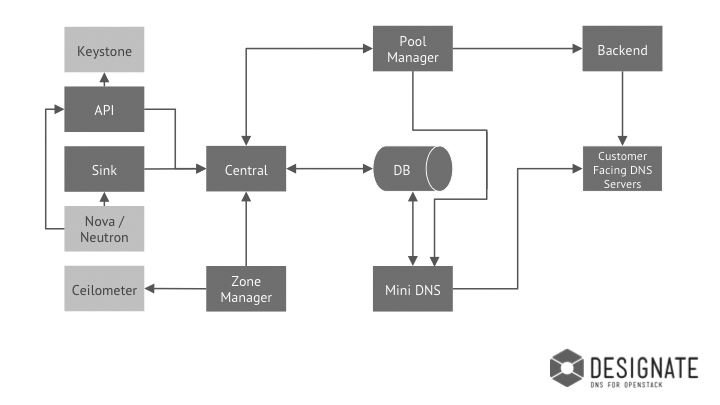 Keystone
Pool
Manager
Backend
API
Sink
Central
DB
Customer
Facing DNS
Servers
Nova /
Neutron
Ceilometer
Zone
Manager
Mini DNS
DESIGNATE
DNS FOR OPENSTACK